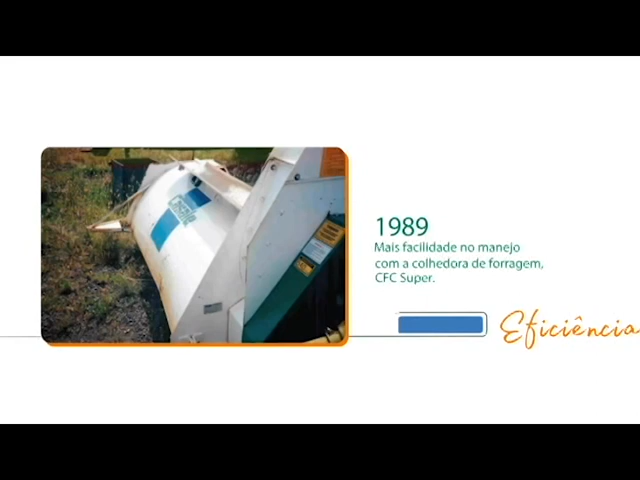 1989
Mais facilidade no manejo
com a colhedora de forragem,
CFC Super.
Eficiência